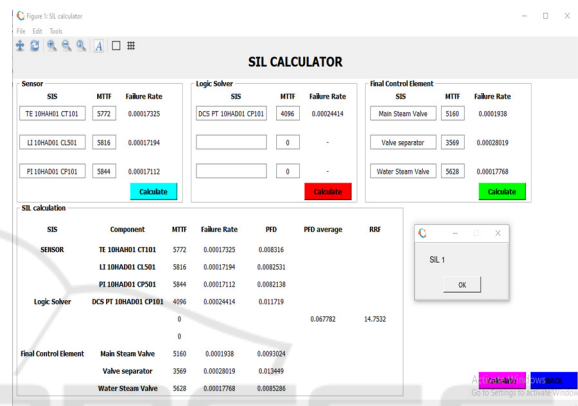 Figure 1: SIL calculator
File Edit Tools
SIL CALCULATOR
Sensor
SIS MTTF Failure Rate
TE 10HAH01 CT101 5772 0.00017325
LI 10HAD01 CL501 5816 0.00017194
PI 10HAD01 CP501 5844 0.00017112
Calculate
Logic Solver
SIS MTTF Failure Rate
DCS PT 10HAD01 CP101 4096 0.00024414
0 -
0 -
Calculate
Final Control Element
SIS MTTF Failure Rate
Main Steam Valve 5160 0.0001938
Valve separator 3569 0.00028019
Water Steam Valve 5628 0.00017768
Calculate
SIL calculation
SIS Component MTTF Failure Rate PFD PFD average RRF
SENSOR TE 10HAH01 CT101 5772 0.00017325 0.008316
LI 10HAD01 CL501 5816 0.00017194 0.0082531
PI 10HAD01 CP501 5844 0.00017112 0.0082138
Logic Solver DCS PT 10HAD01 CP101 4096 0.00024414 0.011719
0 0.067782 14.7532
0
Final Control Element Main Steam Valve 5160 0.0001938 0.0093024
Valve separator 3569 0.00028019 0.013449
Water Steam Valve 5628 0.00017768 0.0085286
SIL 1
OK
Calculate
Go to Settings to activate Window